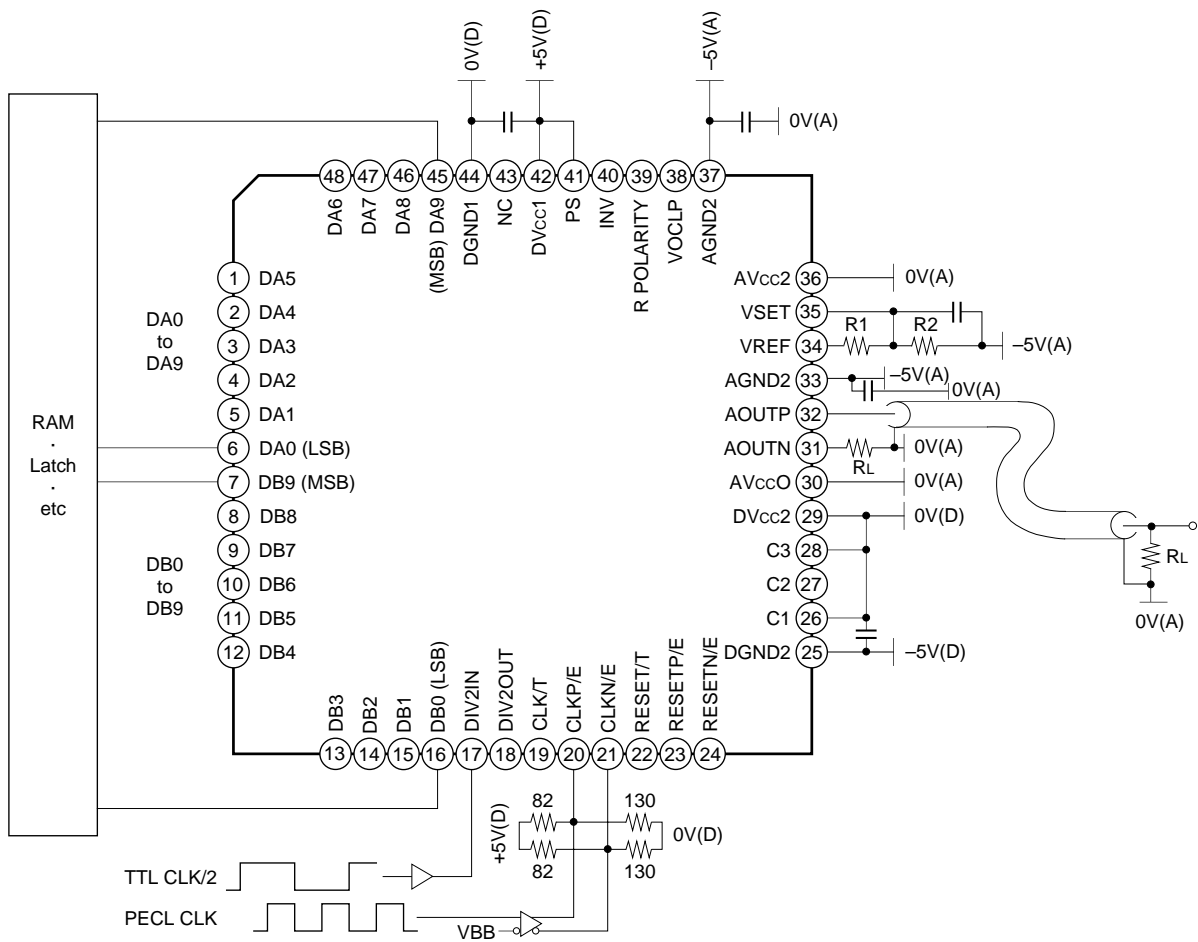 0V(D)
+5V(D)
–5V(A)
0V(A)
48 47 46 45 44 43 42 41 40 39 38 37
DA6
DA7
DA8
(MSB) DA9
DGND1
NC
DVCC1
PS
INV
R POLARITY
VOCLP
AGND2
RAM
·
Latch
·
etc
DA0
to
DA9
DB0
to
DB9
1 DA5
2 DA4
3 DA3
4 DA2
5 DA1
6 DA0 (LSB)
7 DB9 (MSB)
8 DB8
9 DB7
10 DB6
11 DB5
12 DB4
AVCC2 36 0V(A)
VSET 35
R1 R2
VREF 34 –5V(A)
AGND2 33 –5V(A)
0V(A)
AOUTP 32
AOUTN 31 0V(A)
RL
AVCCO 30 0V(A)
DVCC2 29 0V(D)
C3 28
C2 27
C1 26
DGND2 25 –5V(D)
RL
0V(A)
DB3
DB2
DB1
DB0 (LSB)
DIV2IN
DIV2OUT
CLK/T
CLKP/E
CLKN/E
RESET/T
RESETP/E
RESETN/E
13 14 15 16 17 18 19 20 21 22 23 24
82 130
+5V(D)
0V(D)
82 130
TTL CLK/2
PECL CLK
VBB